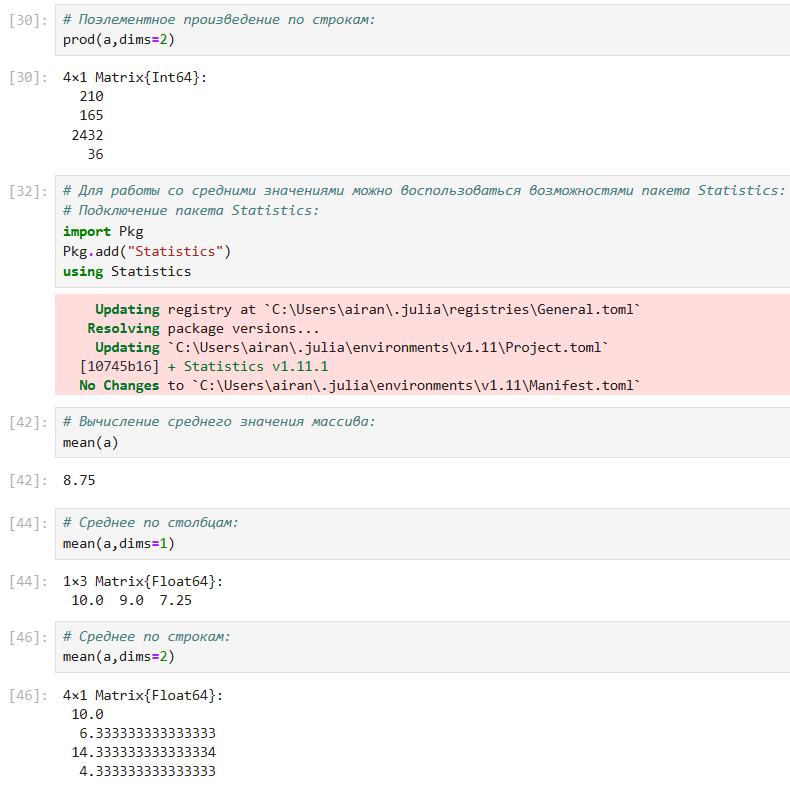 [30]: # Поэлементное произведение по строкам:
prod(a,dims=2)
[30]: 4×1 Matrix{Int64}:
210
165
2432
36
[32]: # Для работы со средними значениями можно воспользоваться возможностями пакета Statistics:
# Подключение пакета Statistics:
import Pkg
Pkg.add("Statistics")
using Statistics
Updating registry at `C:\Users\airan\.julia\registries\General.toml`
Resolving package versions...
Updating `C:\Users\airan\.julia\environments\v1.11\Project.toml`
[10745b16] + Statistics v1.11.1
No Changes to `C:\Users\airan\.julia\environments\v1.11\Manifest.toml`
[42]: # Вычисление среднего значения массива:
mean(a)
[42]: 8.75
[44]: # Среднее по столбцам:
mean(a,dims=1)
[44]: 1×3 Matrix{Float64}:
10.0 9.0 7.25
[46]: # Среднее по строкам:
mean(a,dims=2)
[46]: 4×1 Matrix{Float64}:
10.0
6.333333333333333
14.333333333333334
4.333333333333333